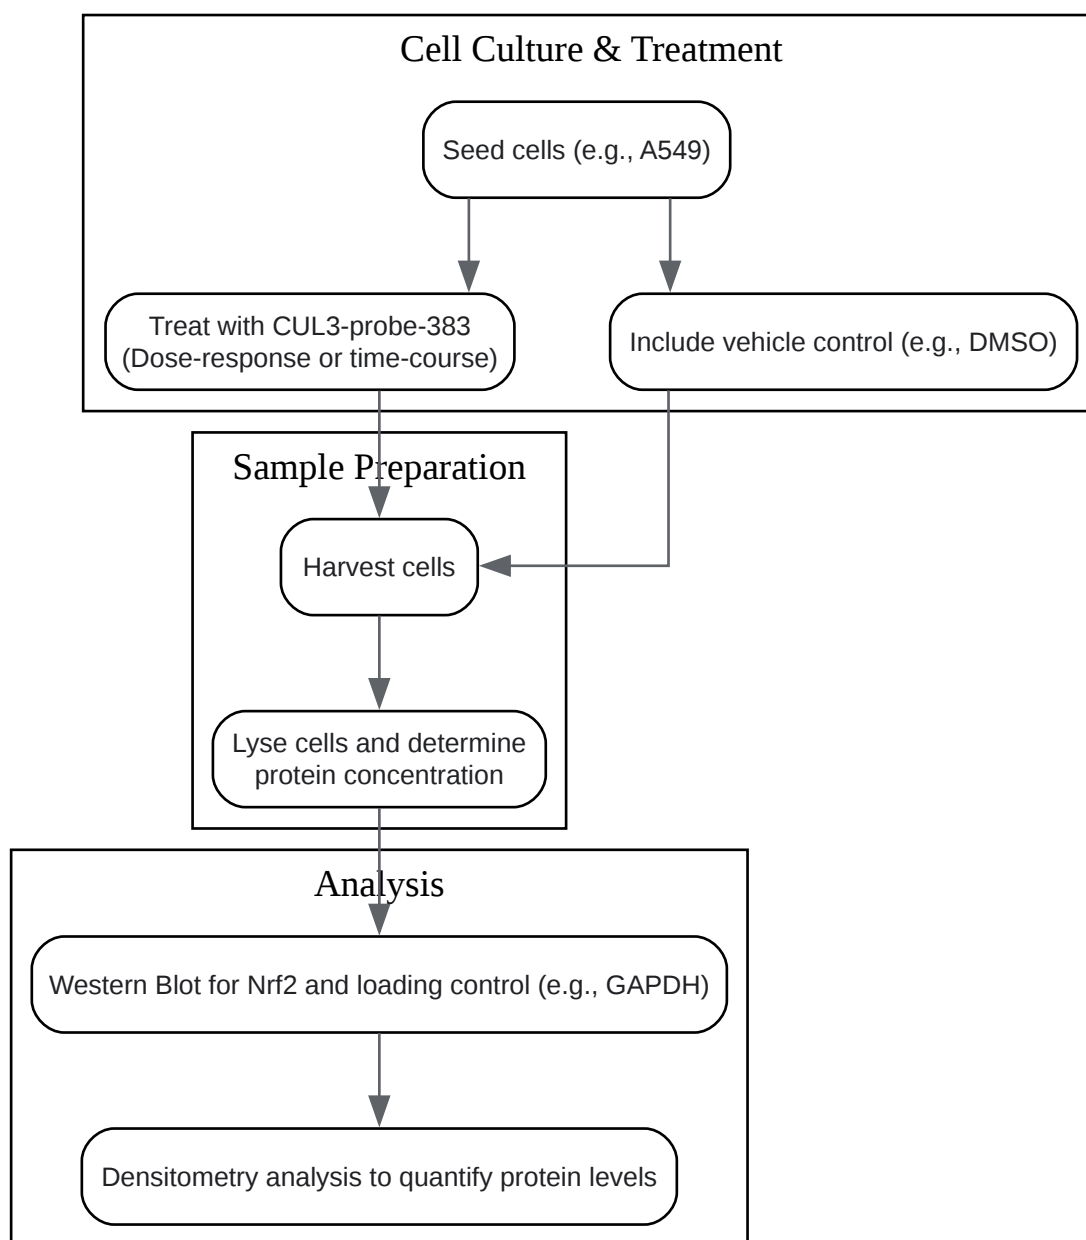 Cell Culture & Treatment
Seed cells (e.g., A549)
Treat with CUL3-probe-383
(Dose-response or time-course)
Include vehicle control (e.g., DMSO)
Sample Preparation
Harvest cells
Lyse cells and determine
protein concentration
Analysis
Western Blot for Nrf2 and loading control (e.g., GAPDH)
Densitometry analysis to quantify protein levels